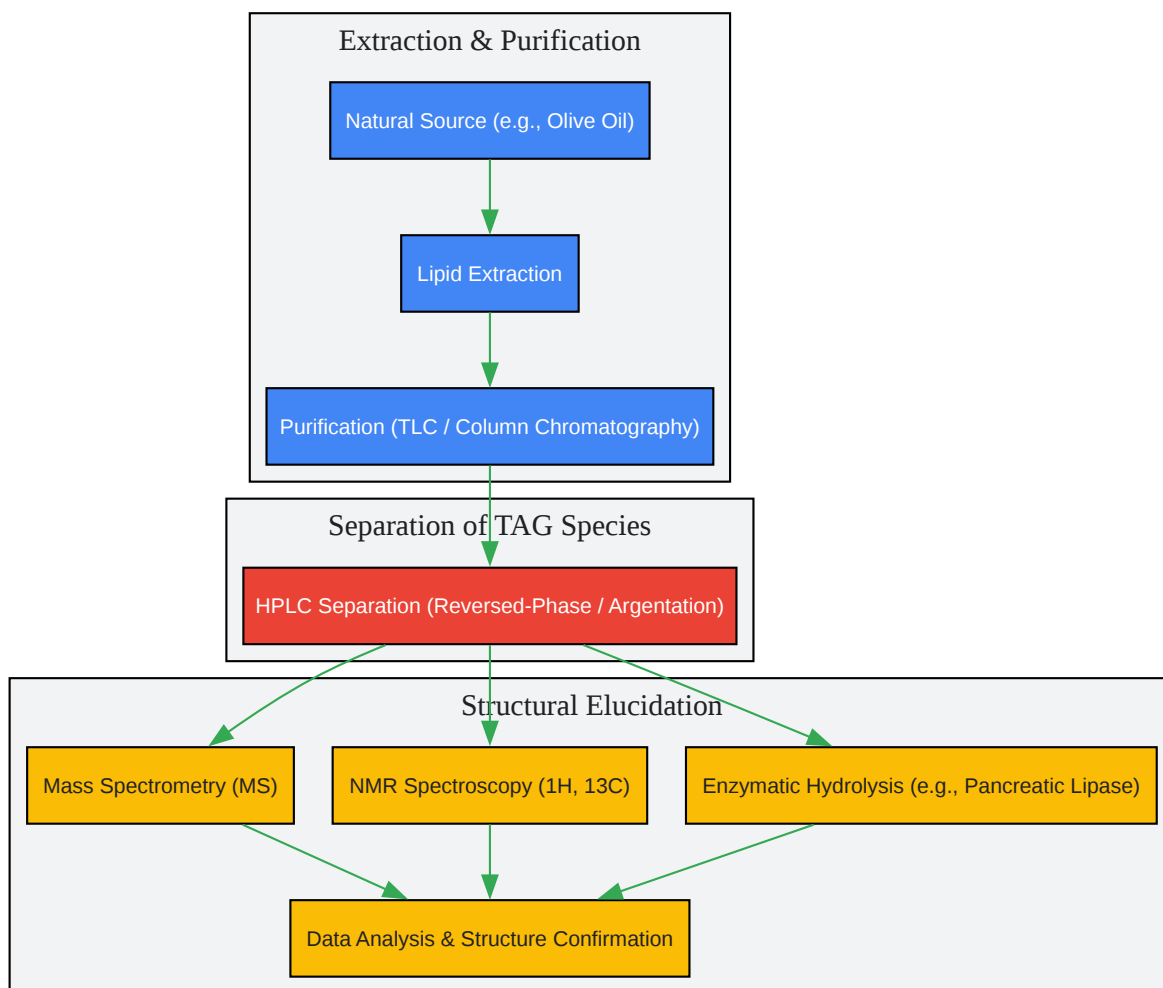 Extraction & Purification
Natural Source (e.g., Olive Oil)
Lipid Extraction
Purification (TLC / Column Chromatography)
Separation of TAG Species
HPLC Separation (Reversed-Phase / Argentation)
Structural Elucidation
Mass Spectrometry (MS)
NMR Spectroscopy (1H, 13C)
Enzymatic Hydrolysis (e.g., Pancreatic Lipase)
Data Analysis & Structure Confirmation